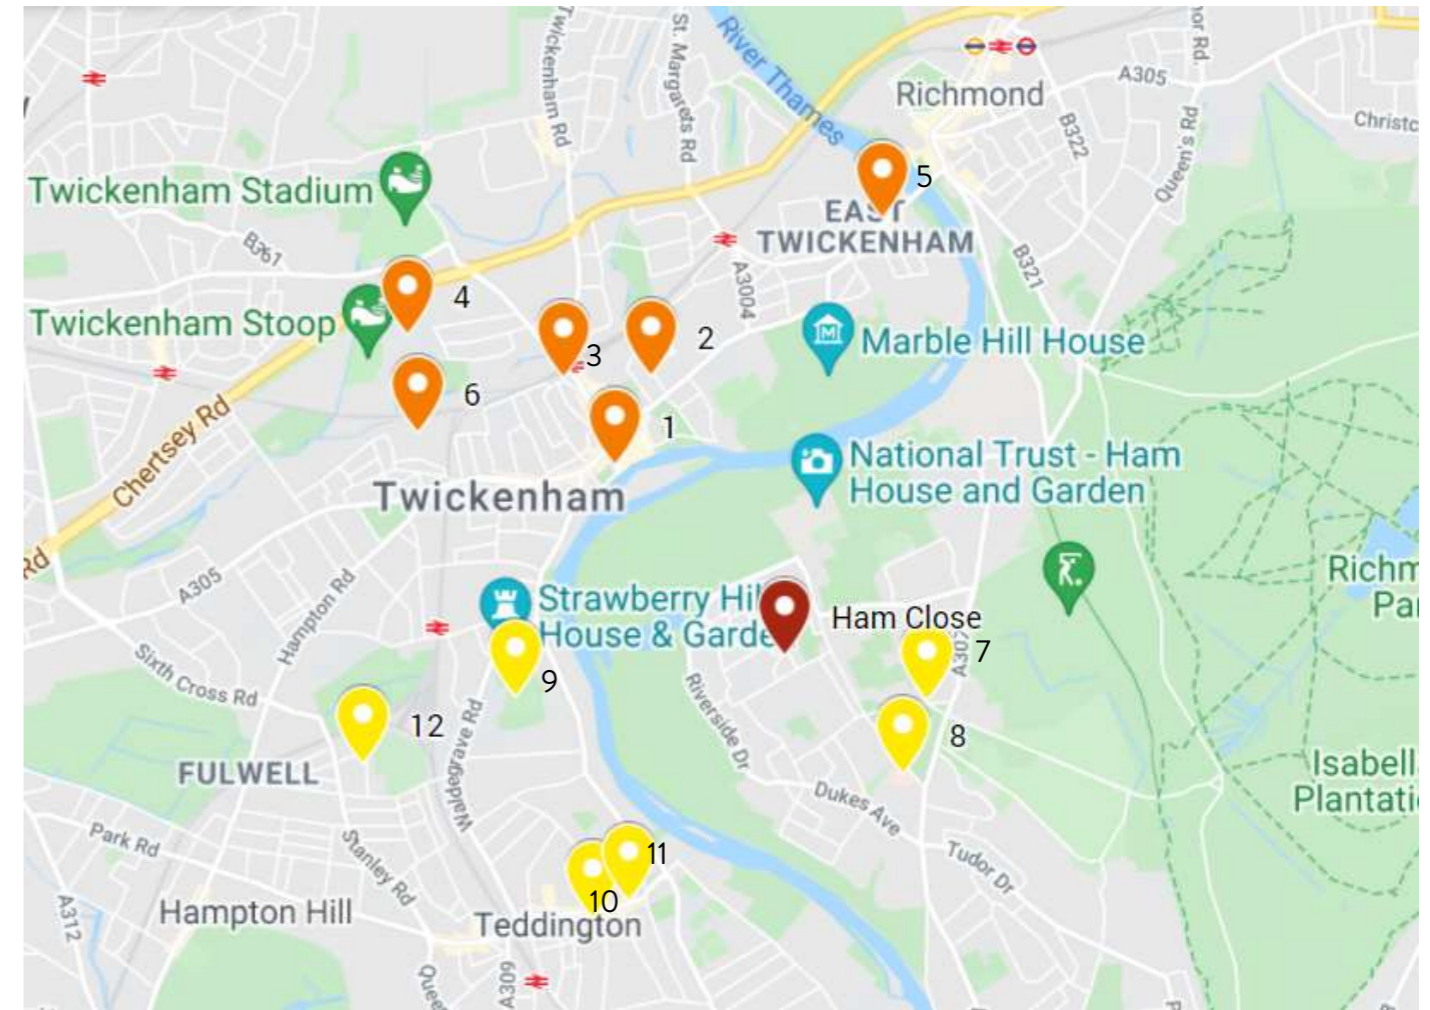 River Thames
Twickenham Rd
St. Margarets Rd
Richmond
A305
B322
Queen's Rd
Christc
Twickenham Stadium
B361
5
EAST
TWICKENHAM
A3004
B321
4
Twickenham Stoop
3
2
Marble Hill House
6
1
Chertsey Rd
Twickenham
National Trust - Ham
House and Garden
Rd
A305
Hampton Rd
Strawberry Hil
House & Garde
Ham Close
Richm
Pa
7
A307
9
Sixth Cross Rd
Riverside Dr
12
Waldegrave Rd
8
FULWELL
Isabell
Plantati
Dukes Ave
Park Rd
Stanley Rd
11
Tudor Dr
10
Hampton Hill
Teddington
A312
A309
Quee